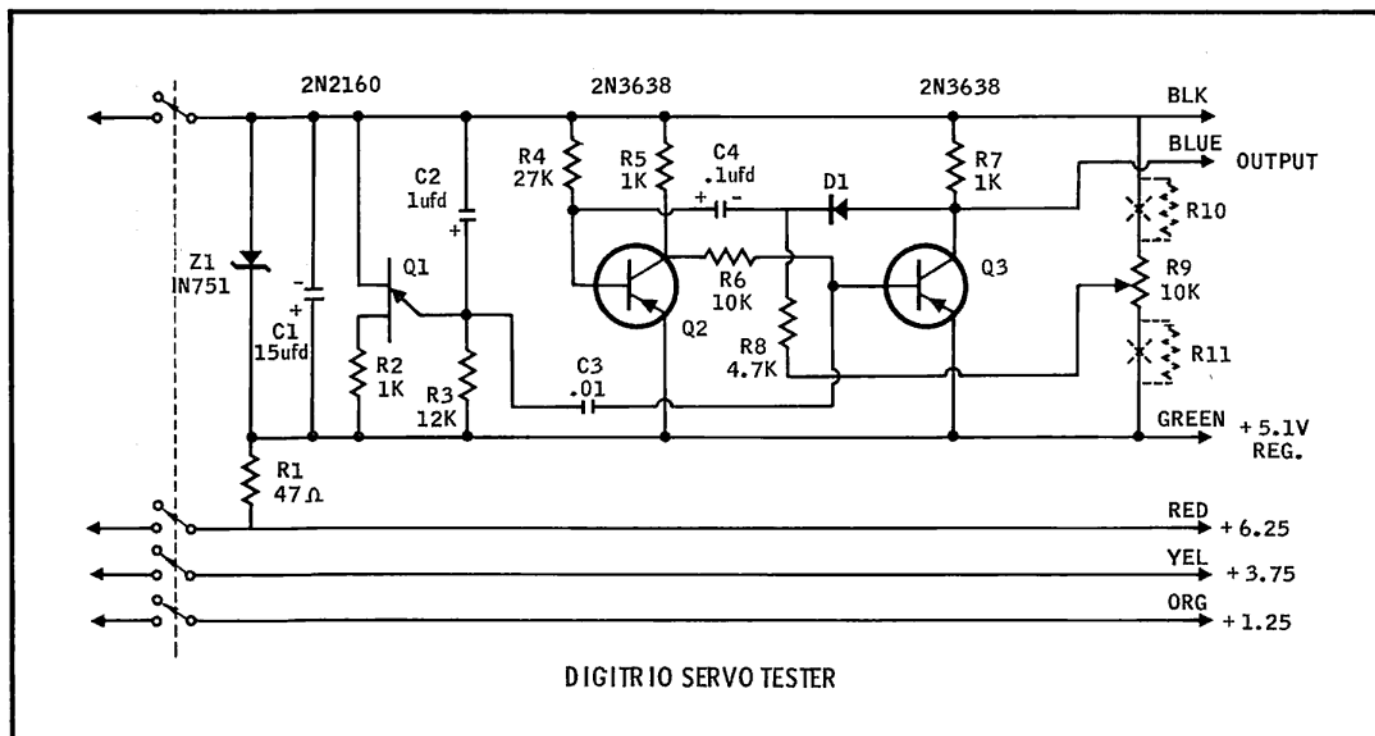 2N2160 2N3638 2N3638
BLK
BLUE OUTPUT
R4
27K
R5
1K
C4
.1ufd
+ -
D1
R7
1K
C2
1ufd
+
R10
Z1
IN751
Q1
-
+
C1
15ufd
R6
10K
Q2
Q3
R9
10K
R2
1K
R3
12K
C3
.01
R8
4.7K
R11
GREEN +5.1V
REG.
R1
47Ω
RED +6.25
YEL +3.75
ORG +1.25
DIGITRIO SERVO TESTER